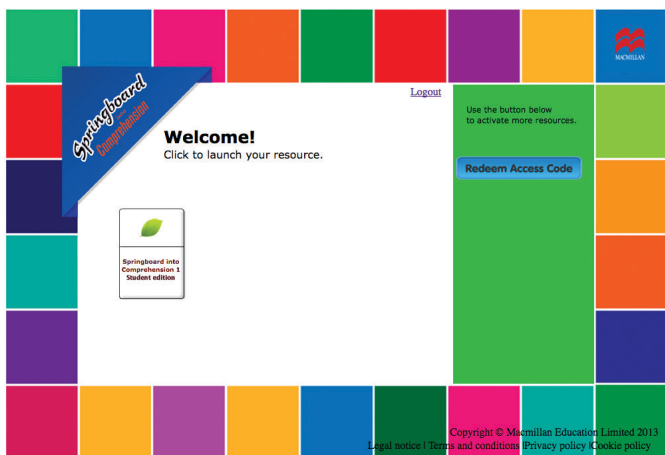 MACMILLAN
Springboard
into
Comprehension
Logout
Welcome!
Click to launch your resource.
Use the button below
to activate more resources.
Redeem Access Code
Springboard into
Comprehension 1
Student edition
Copyright © Macmillan Education Limited 2013
Legal notice | Terms and conditions |Privacy policy |Cookie policy